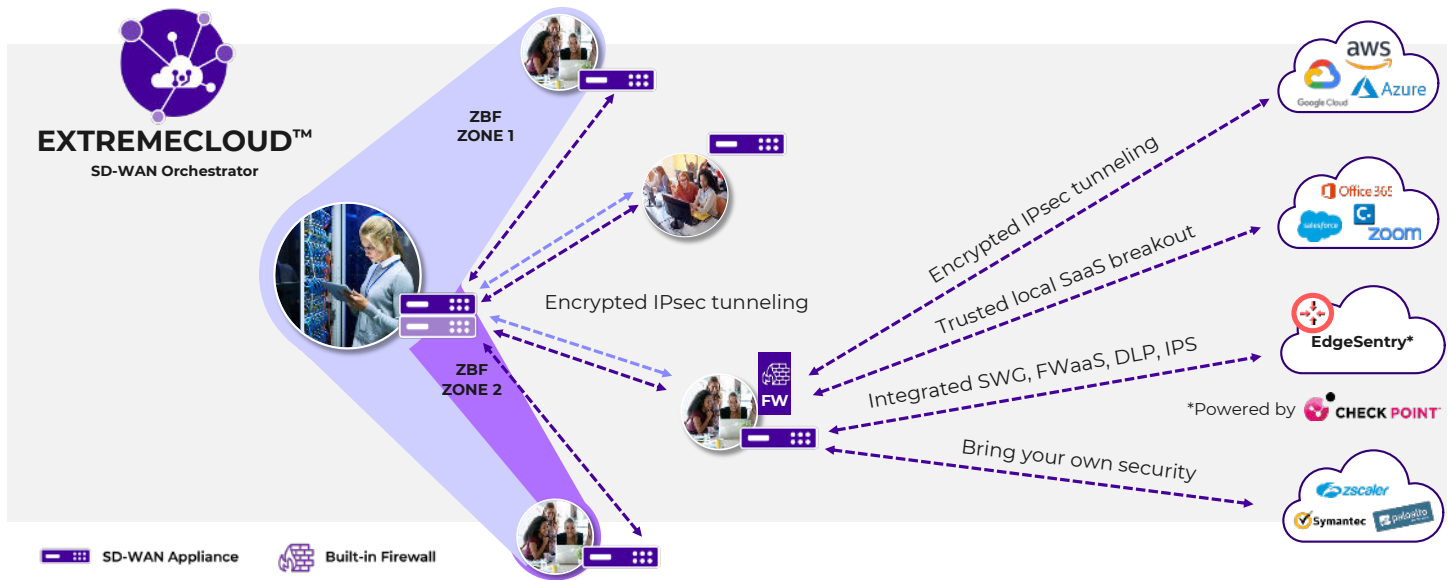 EXTREMECLOUD™
SD-WAN Orchestrator
ZBF
ZONE 1
ZBF
ZONE 2
Encrypted IPsec tunneling
FW
Encrypted IPsec tunneling
Trusted local SaaS breakout
Integrated SWG, FWaaS, DLP, IPS
Bring your own security
aws
Google Cloud
Azure
Office 365
salesforce
zoom
EdgeSentry*
*Powered by CHECK POINT
zscaler
Symantec
paloalto
SD-WAN Appliance
Built-in Firewall